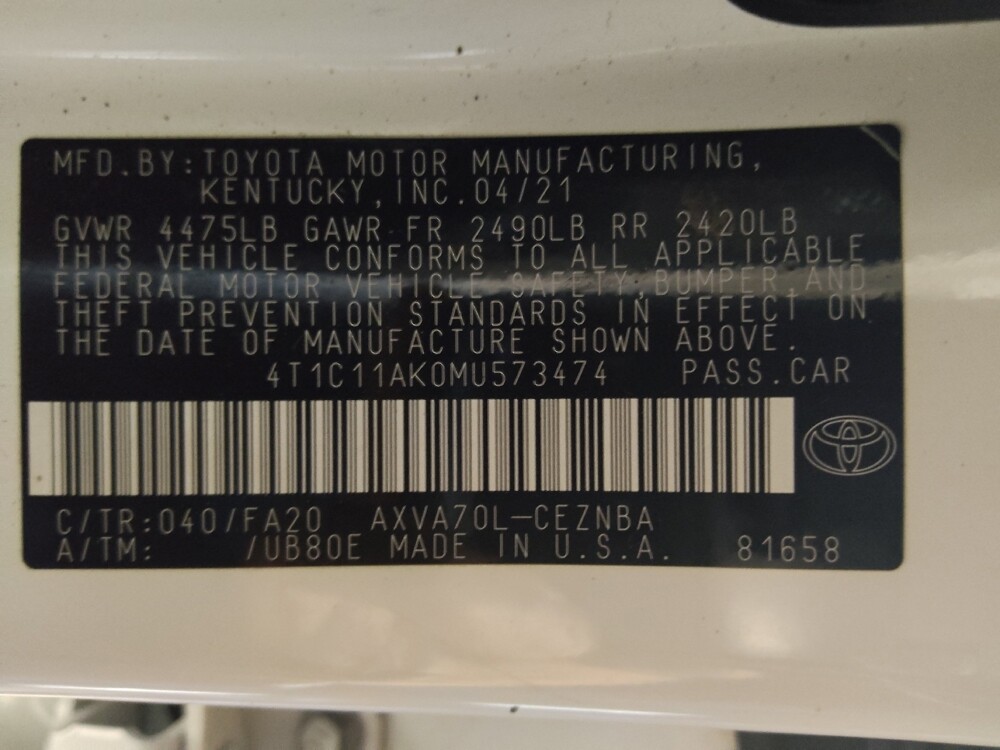 MFD.BY:TOYOTA MOTOR MANUFACTURING,
KENTUCKY,INC.04/21
GVWR 4475LB GAWR FR 2490LB RR 2420LB
THIS VEHICLE CONFORMS TO ALL APPLICABLE
FEDERAL MOTOR VEHICLE SAFETY,BUMPER,AND
THEFT PREVENTION STANDARDS IN EFFECT ON
THE DATE OF MANUFACTURE SHOWN ABOVE.
4T1C11AK0MU573474 PASS.CAR
C/TR:040/FA20 AXVA70L-CEZNBA
A/TM: /UB80E MADE IN U.S.A. 81658